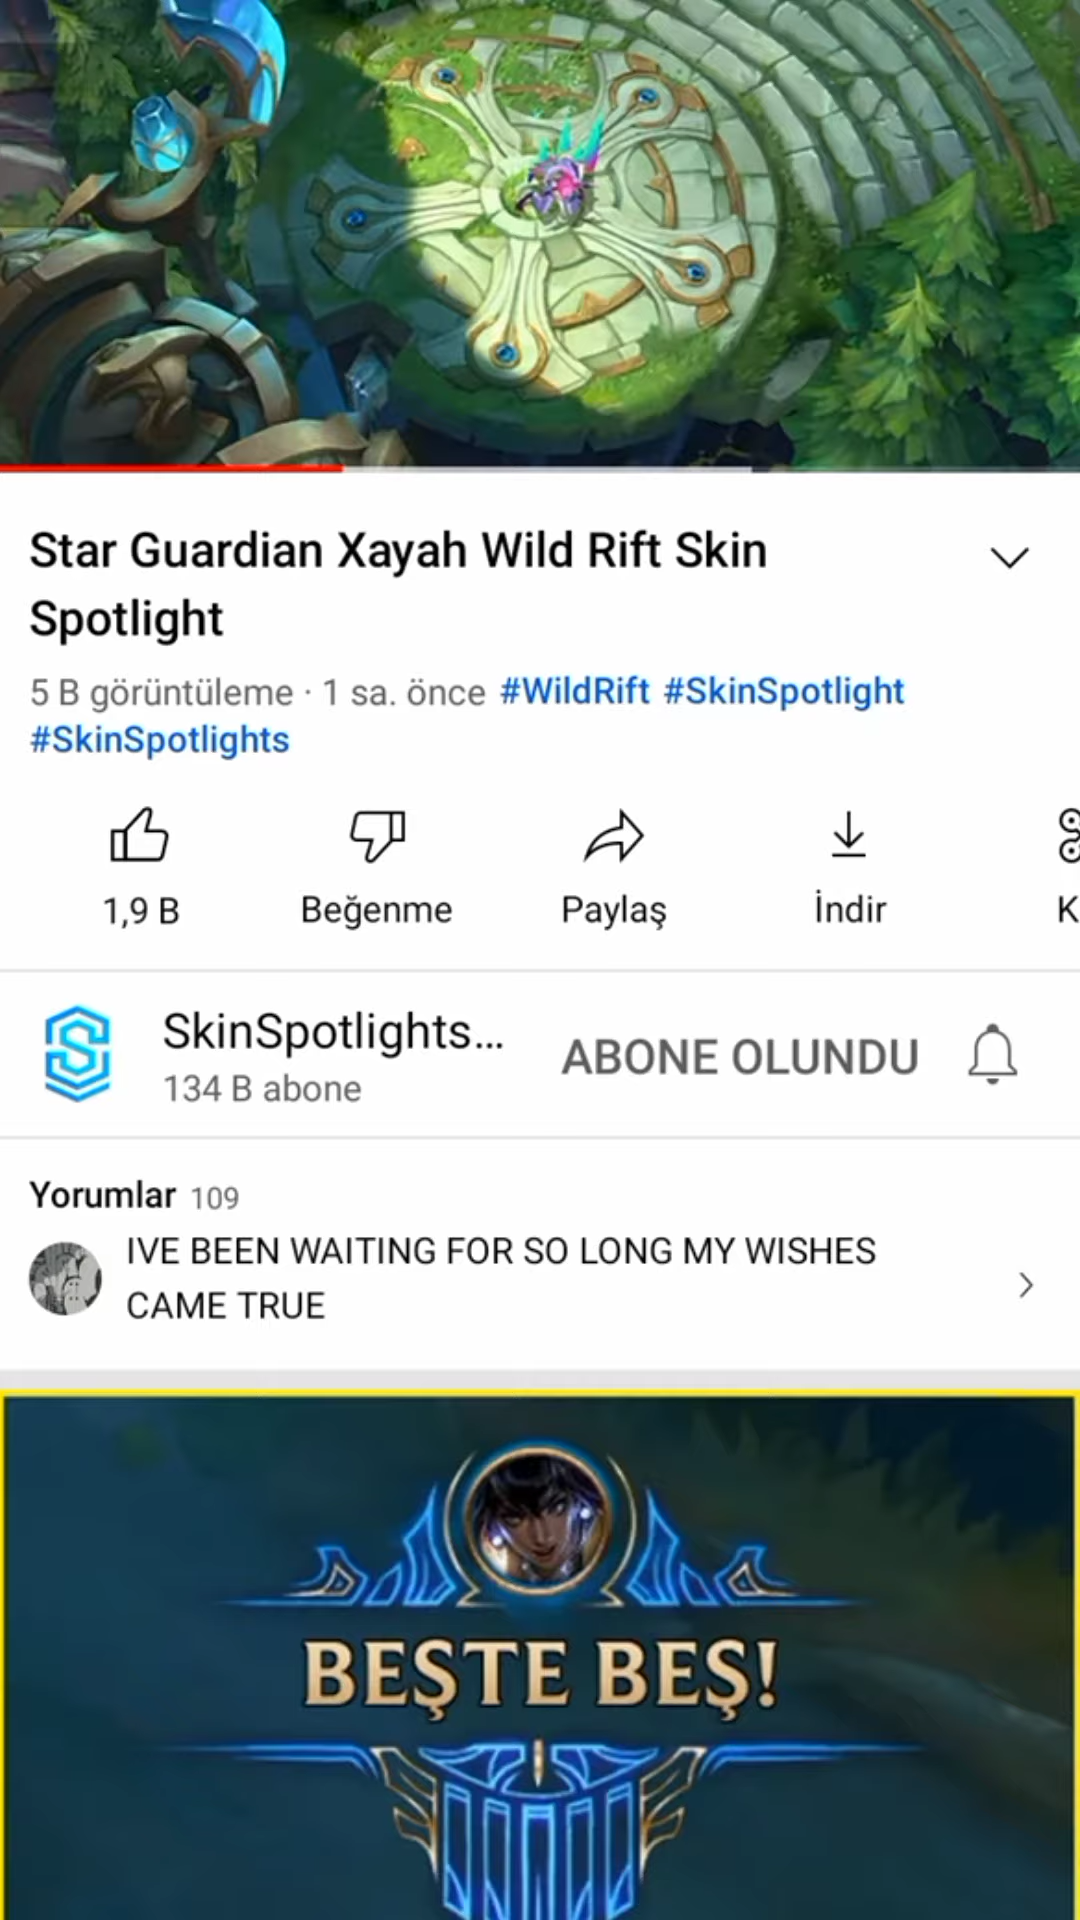 Star Guardian Xayah Wild Rift Skin
Spotlight
5 B görüntüleme · 1 sa. önce #WildRift #SkinSpotlight
#SkinSpotlights
1,9 B
Beğenme
Paylaş
İndir
K
SkinSpotlights...
ABONE OLUNDU
134 B abone
Yorumlar 109
IVE BEEN WAITING FOR SO LONG MY WISHES
CAME TRUE
BEŞTE BEŞ!